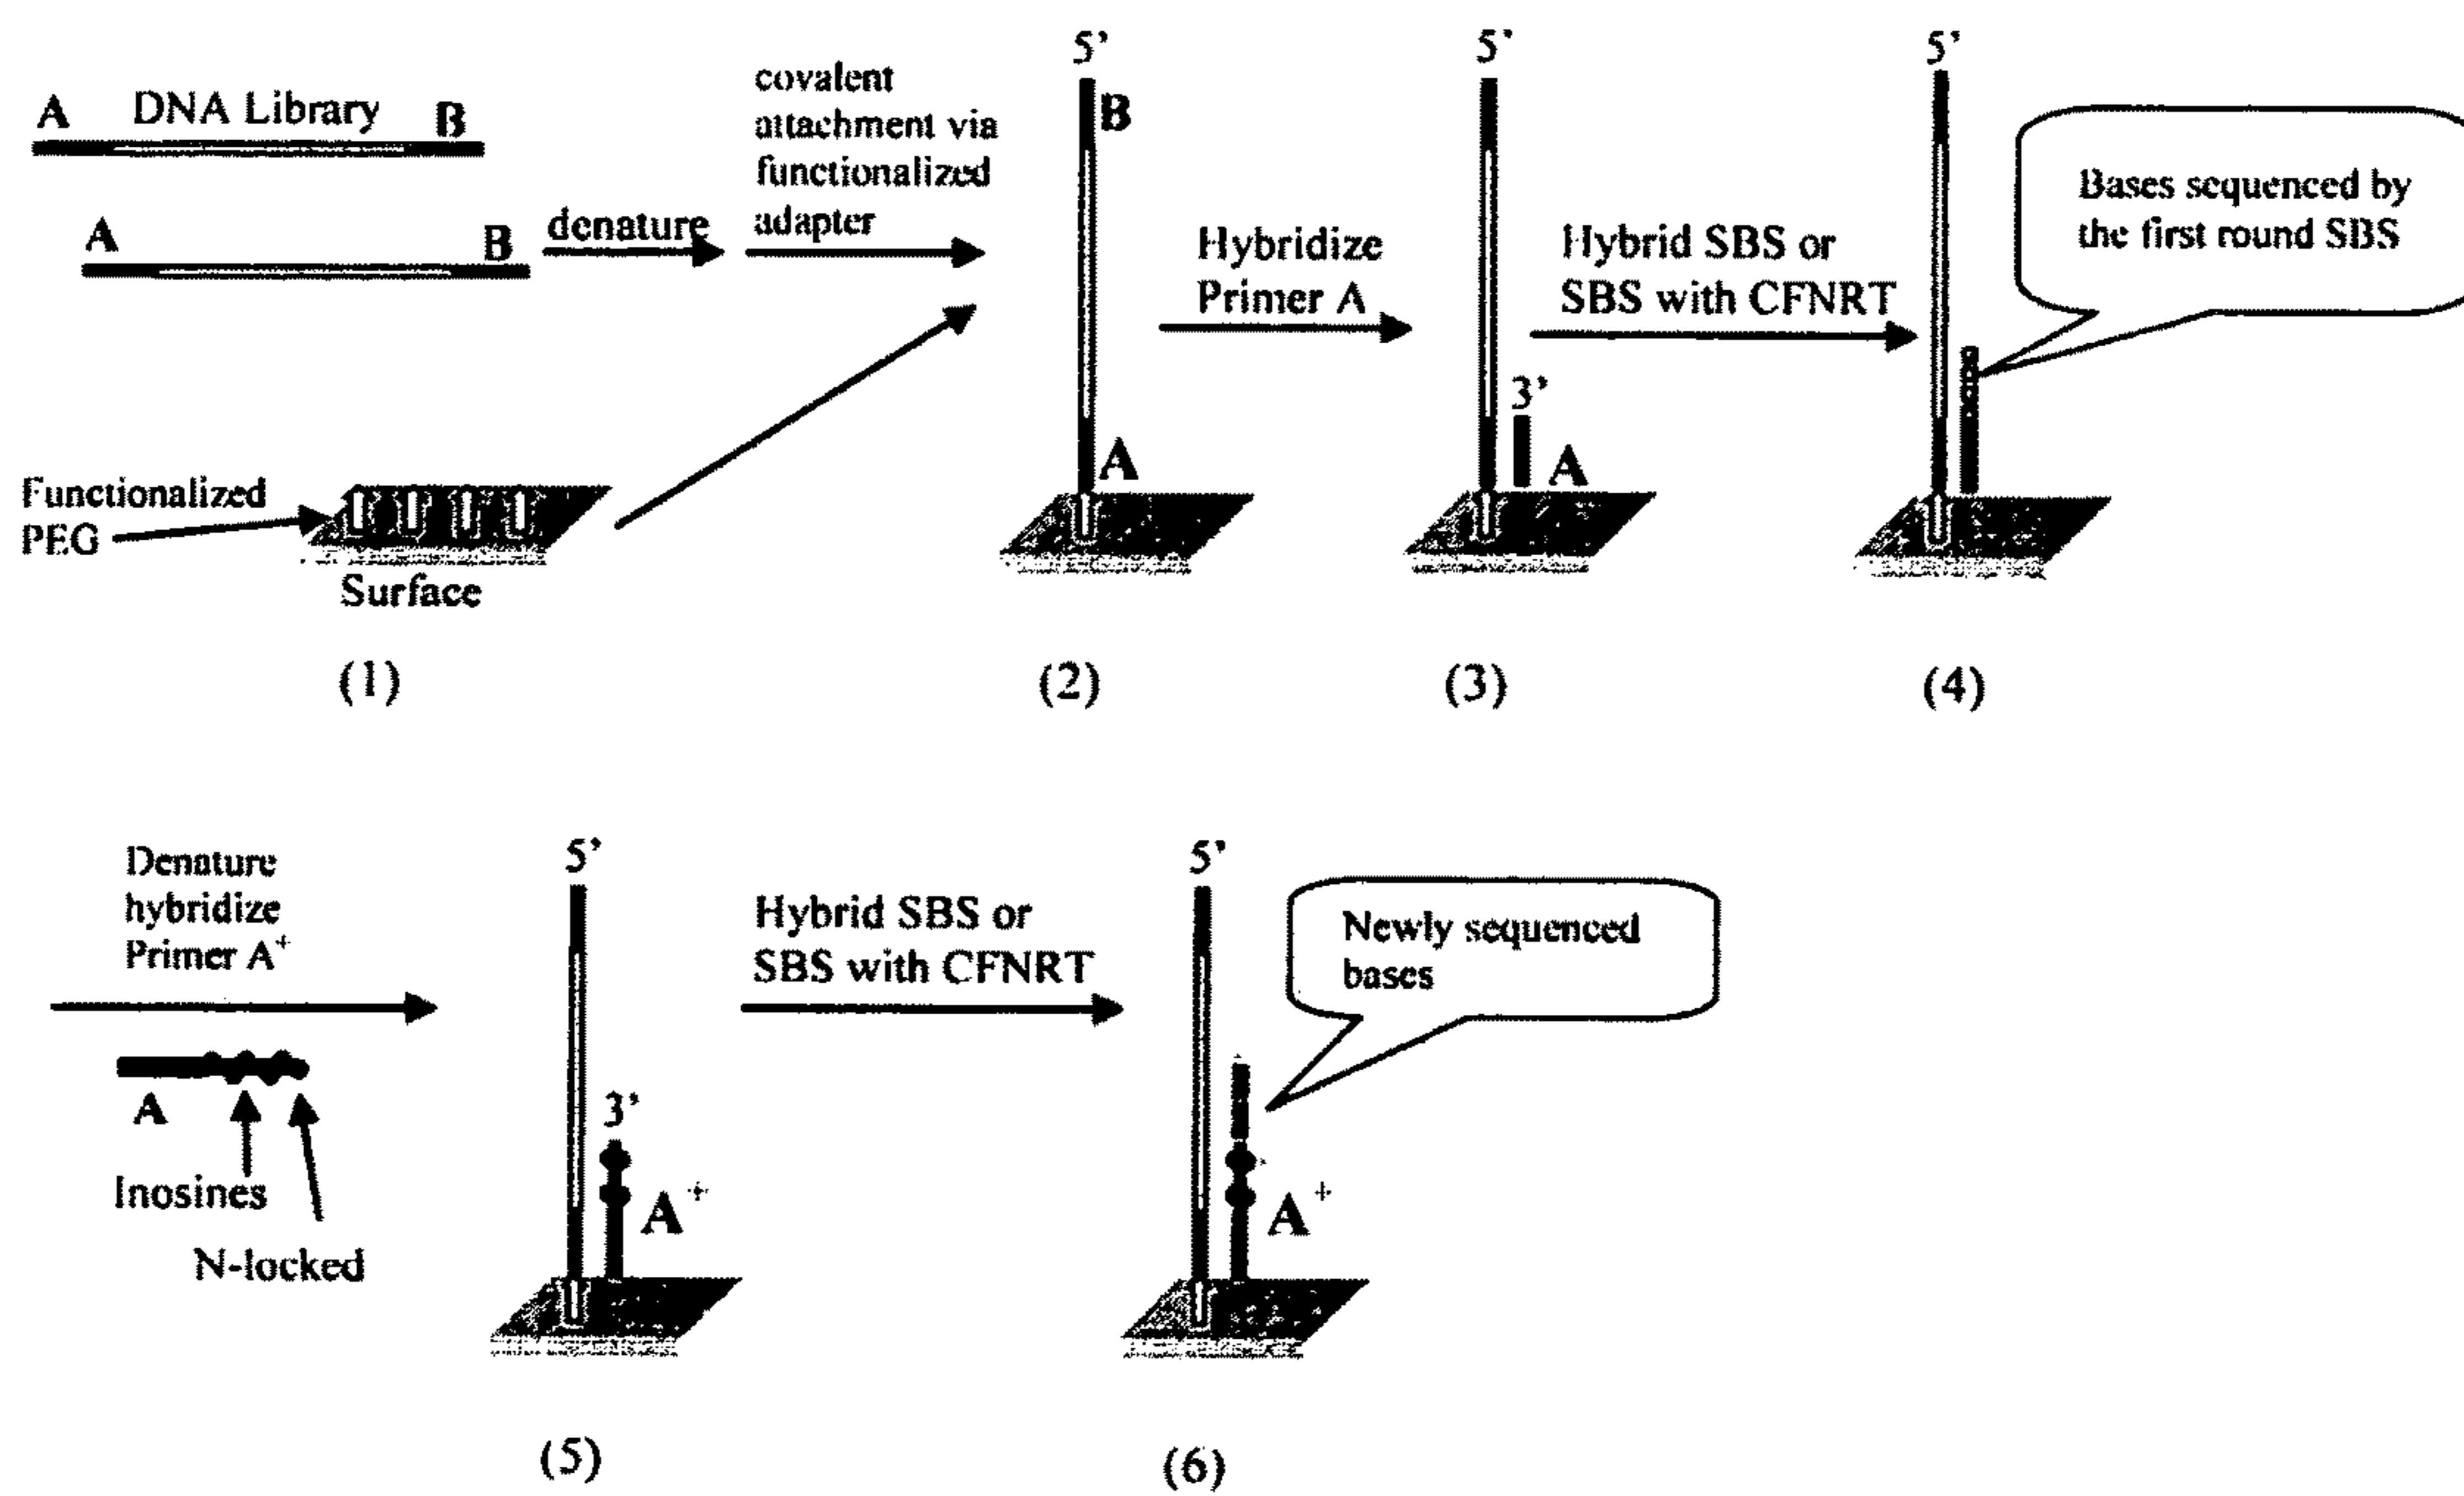 A DNA Library B
A B
denature
covalent
attachment via
functionalized
adapter
Functionalized
PEG
Surface
(1)
5'
B
A
(2)
Hybridize
Primer A
5'
3'
A
(3)
Hybrid SBS or
SBS with CFNRT
5'
(4)
Bases sequenced by
the first round SBS
Denature
hybridize
Primer A⁺
A
Inosines
N-locked
5'
3'
A⁺
(5)
Hybrid SBS or
SBS with CFNRT
5'
A⁺
(6)
Newly sequenced
bases